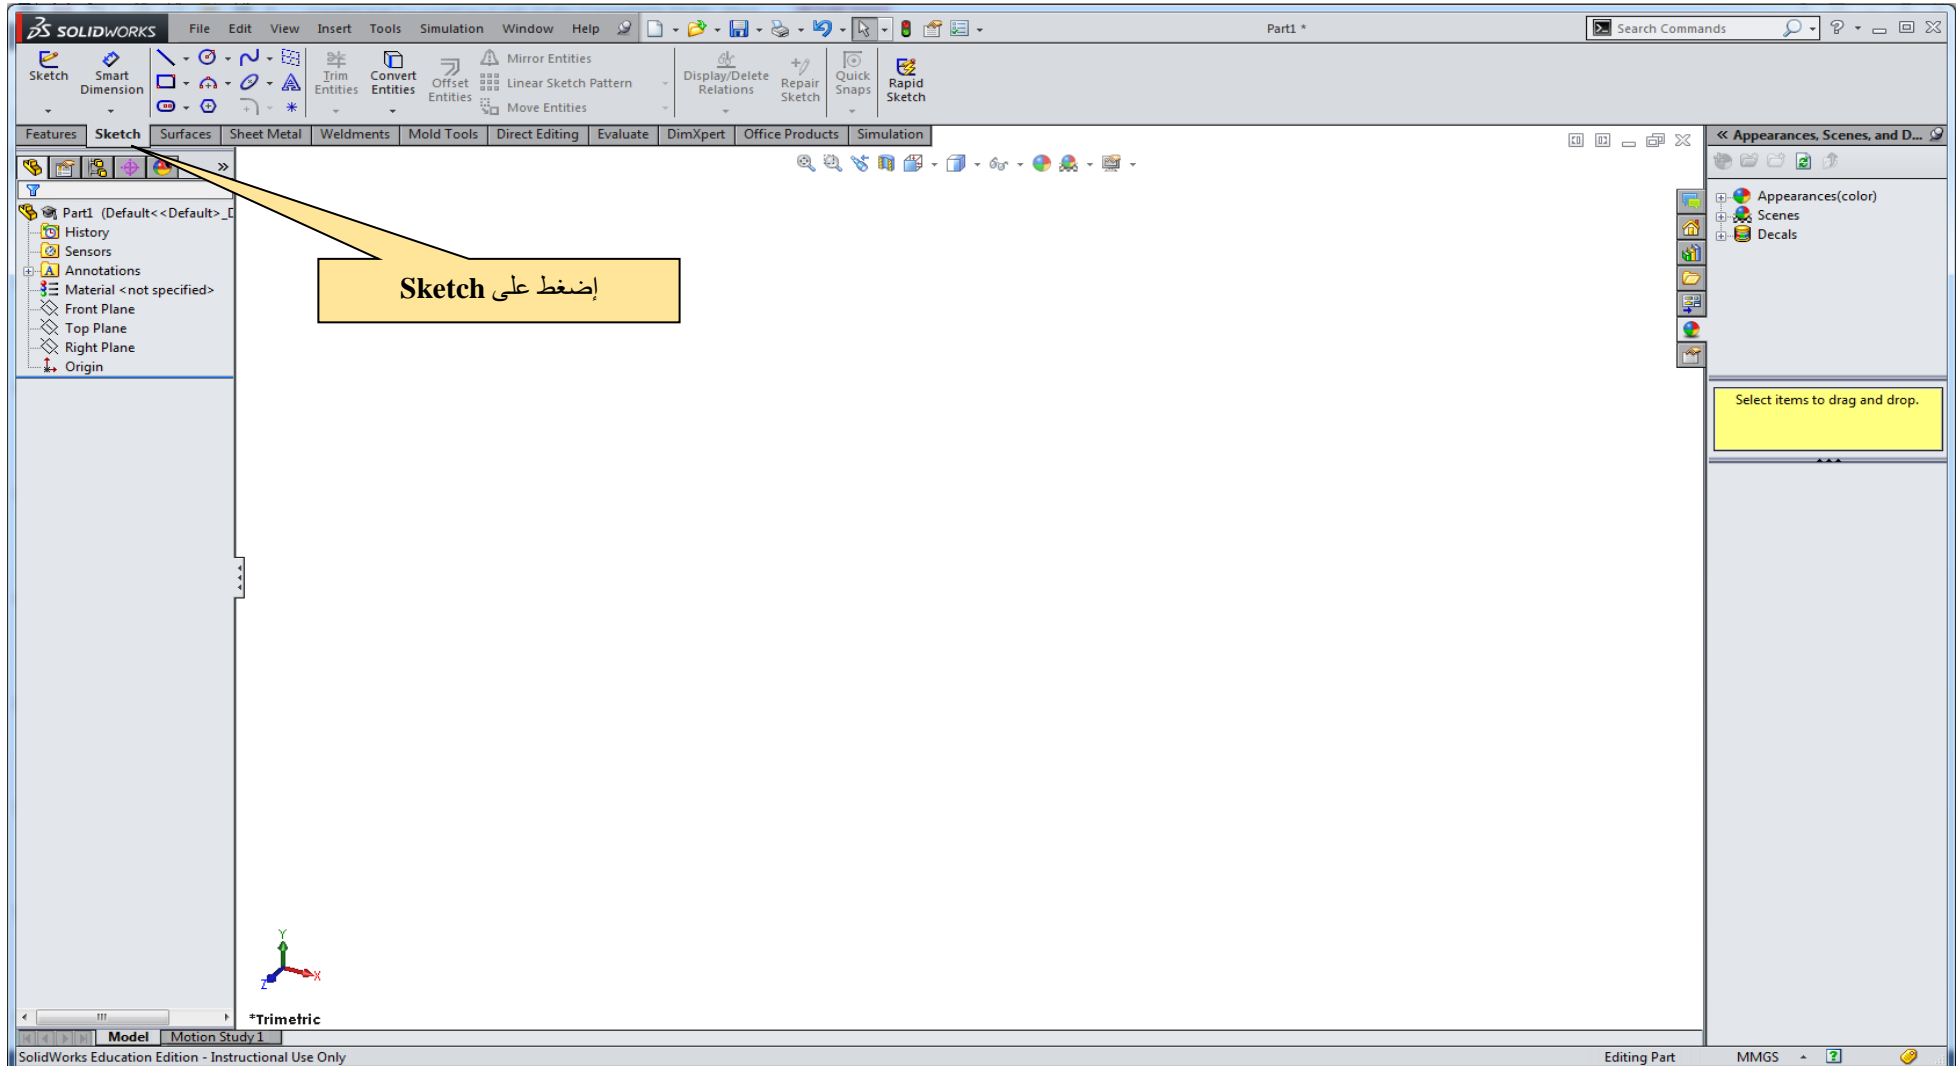 SOLIDWORKS File Edit View Insert Tools Simulation Window Help Part1 * Search Commands
Sketch Smart Dimension Trim Entities Convert Entities Offset Entities Mirror Entities Linear Sketch Pattern Move Entities Display/Delete Relations Repair Sketch Quick Snaps Rapid Sketch
Features Sketch Surfaces Sheet Metal Weldments Mold Tools Direct Editing Evaluate DimXpert Office Products Simulation
« Appearances, Scenes, and D...
Part1 (Default<<Default>_D
History
Sensors
Annotations
Material <not specified>
Front Plane
Top Plane
Right Plane
Origin
إضغط على Sketch
Appearances(color)
Scenes
Decals
Select items to drag and drop.
Y
X
Z
*Trimetric
Model Motion Study 1
SolidWorks Education Edition - Instructional Use Only Editing Part MMGS